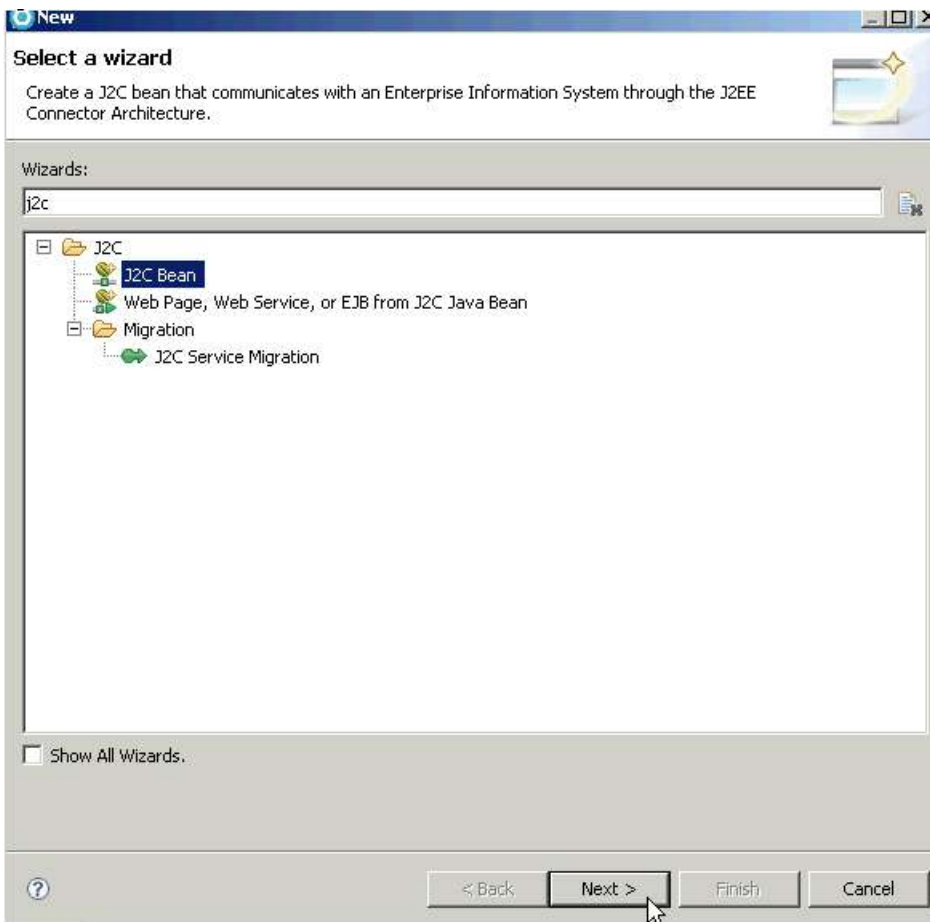 New
Select a wizard
Create a J2C bean that communicates with an Enterprise Information System through the J2EE
Connector Architecture.
Wizards:
j2c
J2C
J2C Bean
Web Page, Web Service, or EJB from J2C Java Bean
Migration
J2C Service Migration
Show All Wizards.
? < Back Next > Finish Cancel